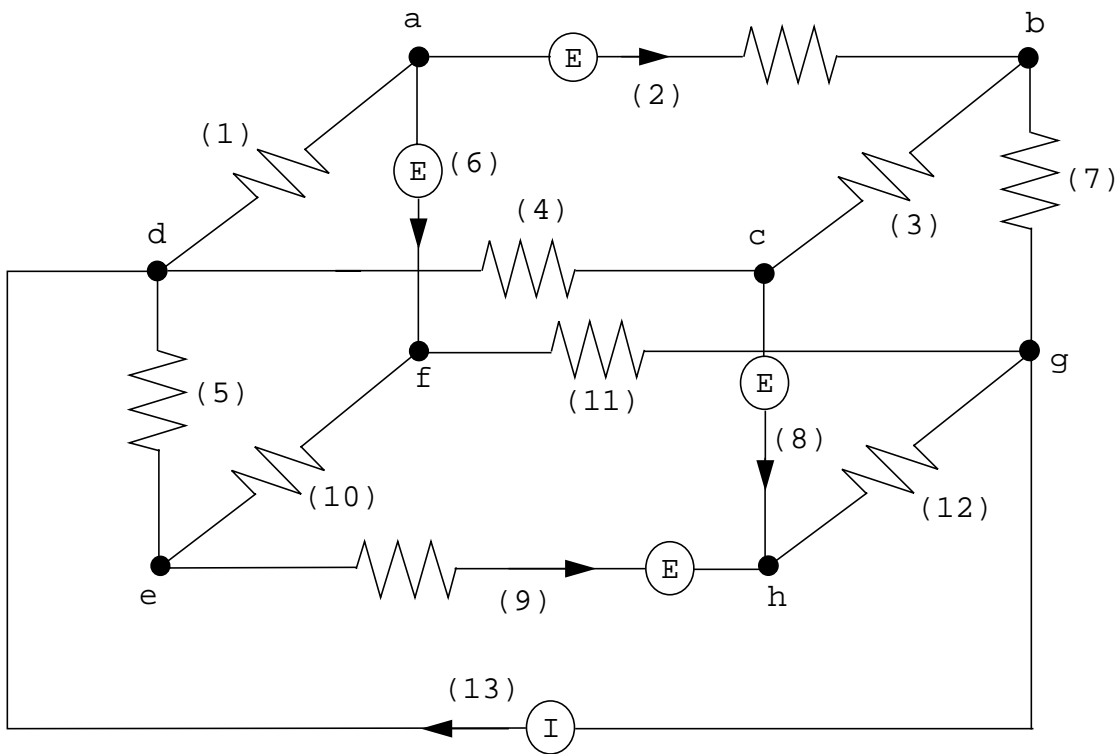 a
b
E
(2)
(1)
E
(6)
(7)
(4)
d
c
(3)
f
g
(5)
E
(11)
(8)
(10)
(12)
E
e
(9)
h
(13)
I